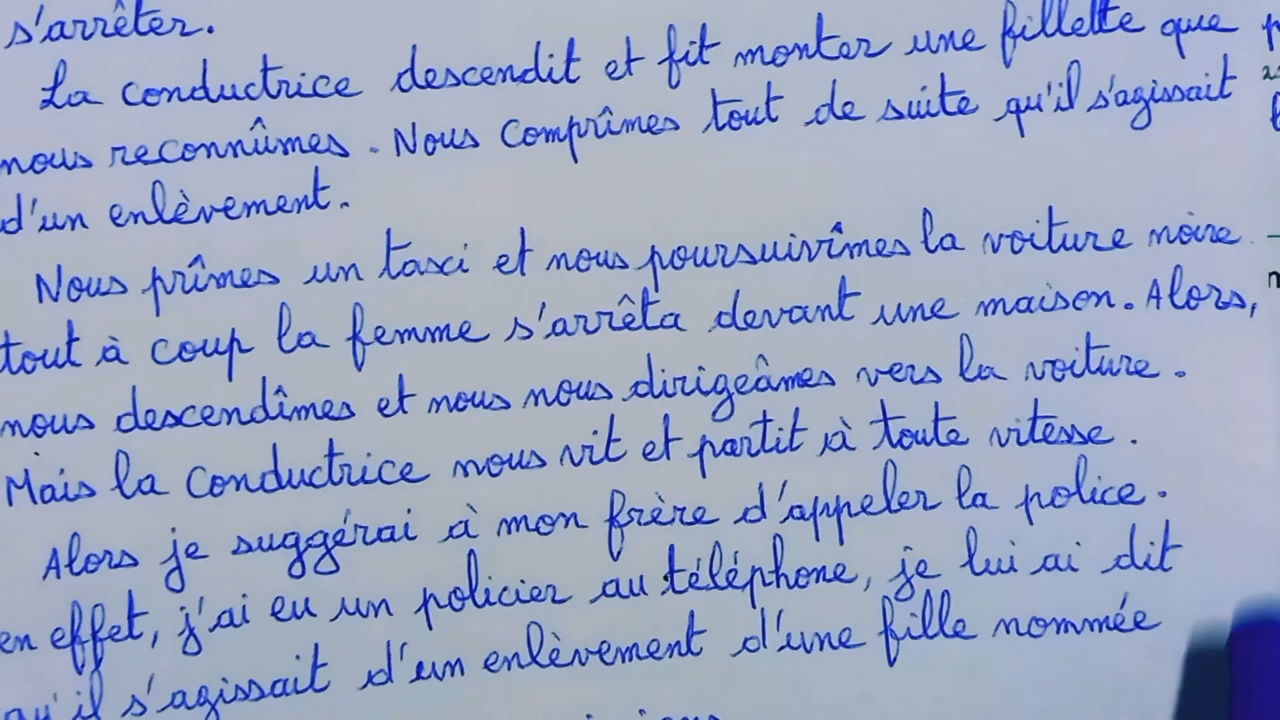 s'arrêter.
La conductrice descendit et fit monter une fillette que
nous reconnûmes. Nous comprîmes tout de suite qu'il s'agissait
d'un enlèvement.
Nous prîmes un taxi et nous poursuivîmes la voiture noire.
tout à coup la femme s'arrêta devant une maison. Alors,
nous descendîmes et nous nous dirigeâmes vers la voiture.
Mais la conductrice nous vit et partit à toute vitesse.
Alors je suggérai à mon frère d'appeler la police.
en effet, j'ai eu un policier au téléphone, je lui ai dit
qu'il s'agissait d'un enlèvement d'une fille nommée